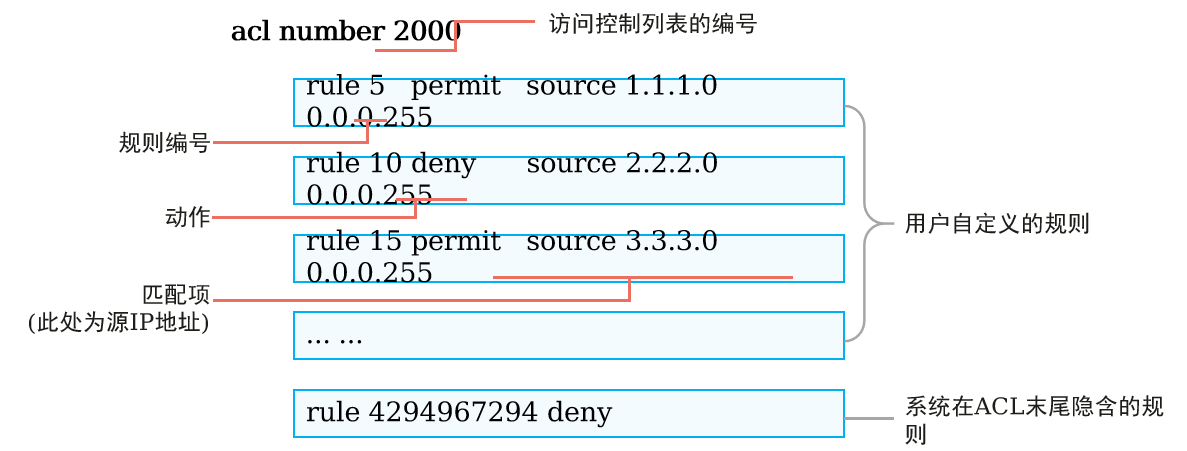 acl number 2000
访问控制列表的编号
rule 5 permit source 1.1.1.0
0.0.0.255
规则编号
rule 10 deny source 2.2.2.0
0.0.0.255
动作
用户自定义的规则
rule 15 permit source 3.3.3.0
0.0.0.255
匹配项
(此处为源IP地址)
... ...
rule 4294967294 deny
系统在ACL末尾隐含的规
则